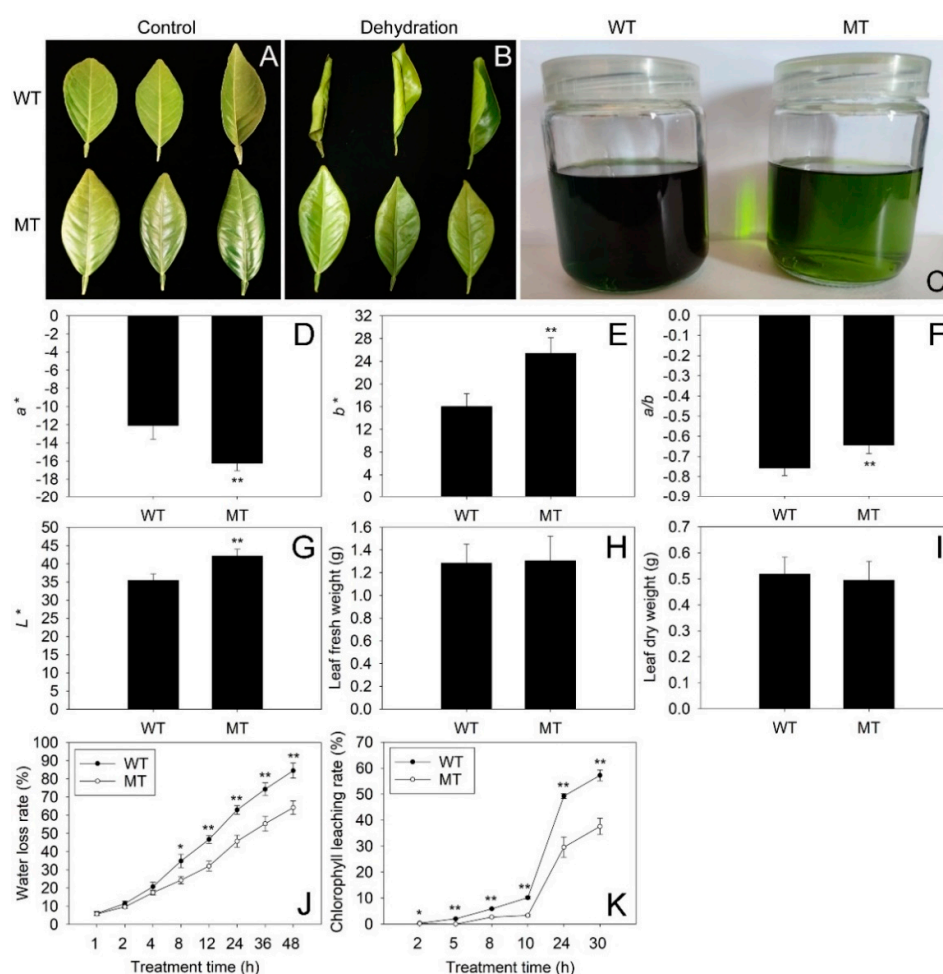 Control
Dehydration
WT
MT
WT
MT
A
B
C
0
-2
-4
-6
-8
-10
-12
-14
-16
-18
-20
a*
**
D
WT
MT
32
28
24
20
16
12
8
4
0
b*
**
E
WT
MT
0.0
-0.1
-0.2
-0.3
-0.4
-0.5
-0.6
-0.7
-0.8
-0.9
a/b
**
F
WT
MT
50
45
40
35
30
25
20
15
10
5
0
L*
**
G
WT
MT
1.6
1.4
1.2
1.0
0.8
0.6
0.4
0.2
0.0
Leaf fresh weight (g)
H
WT
MT
0.7
0.6
0.5
0.4
0.3
0.2
0.1
0.0
Leaf dry weight (g)
I
WT
MT
100
90
80
70
60
50
40
30
20
10
0
Water loss rate (%)
WT
MT
* ** ** ** **
J
1 2 4 8 12 24 36 48
Treatment time (h)
70
60
50
40
30
20
10
0
Chlorophyll leaching rate (%)
WT
MT
* ** ** ** ** **
K
2 5 8 10 24 30
Treatment time (h)